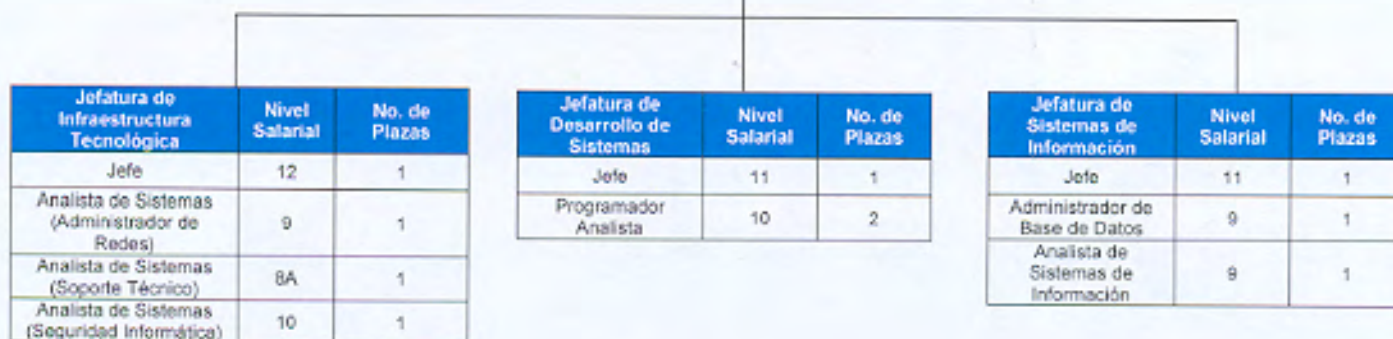 Jefatura de
Infraestructura
Tecnológica
Nivel
Salarial
No. de
Plazas
Jefe
12
1
Analista de Sistemas
(Administrador de
Redes)
9
1
Analista de Sistemas
(Soporte Técnico)
8A
1
Analista de Sistemas
(Seguridad Informática)
10
1
Jefatura de
Desarrollo de
Sistemas
Nivel
Salarial
No. de
Plazas
Jefe
11
1
Programador
Analista
10
2
Jefatura de
Sistemas de
Información
Nivel
Salarial
No. de
Plazas
Jefe
11
1
Administrador de
Base de Datos
9
1
Analista de
Sistemas de
Información
9
1